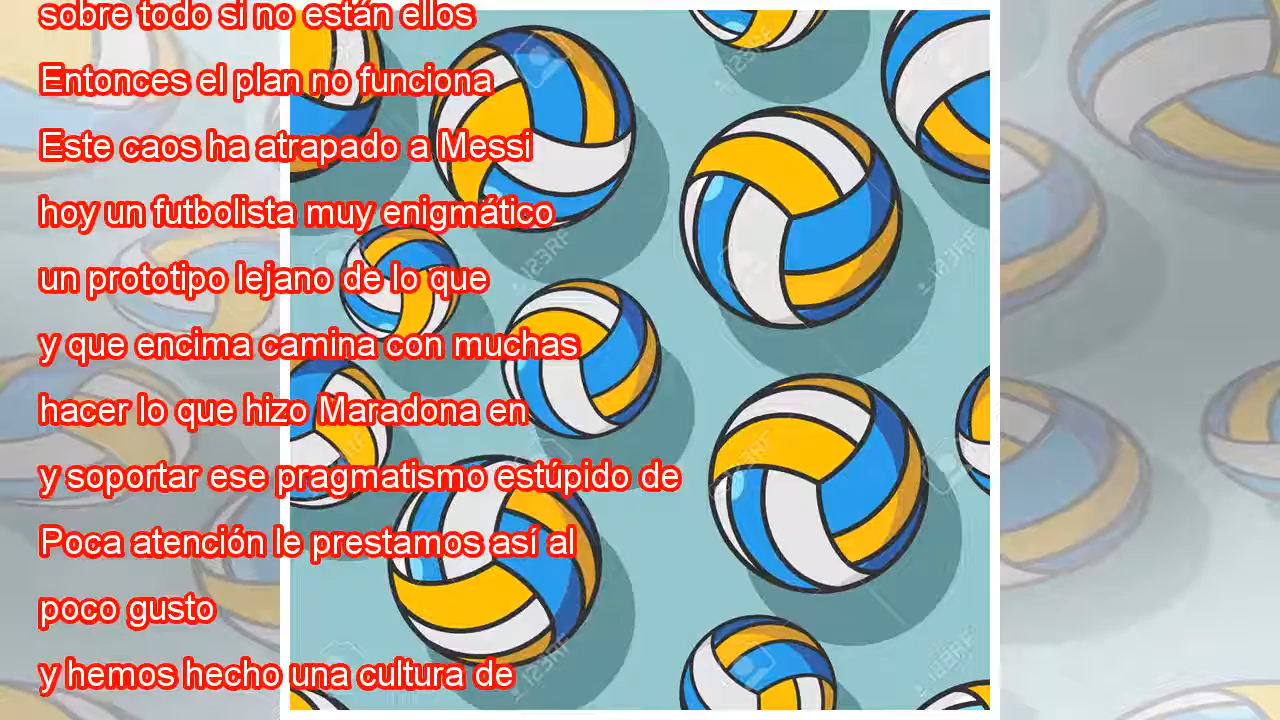 sobre todo si no están ellos
Entonces el plan no funciona
Este caos ha atrapado a Messi
hoy un futbolista muy enigmático
un prototipo lejano de lo que
y que encima camina con muchas
hacer lo que hizo Maradona en
y soportar ese pragmatismo estúpido de
Poca atención le prestamos así al
poco gusto
y hemos hecho una cultura de
123RF